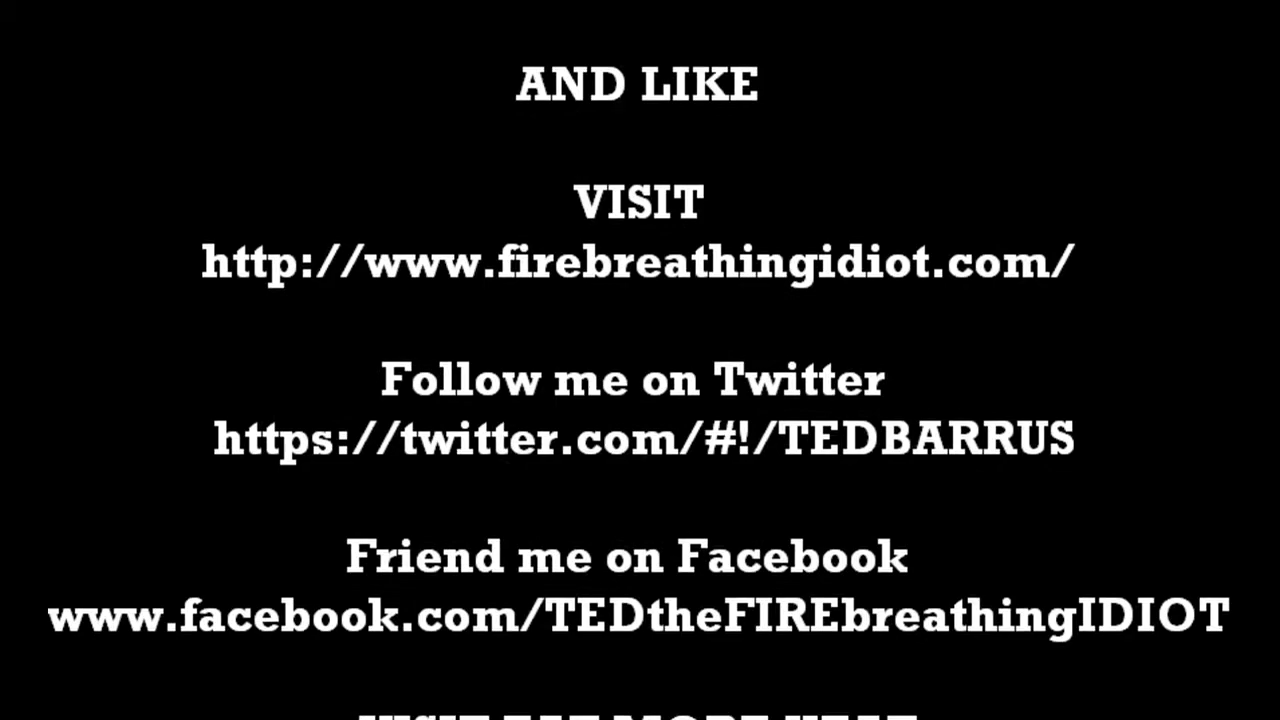 AND LIKE
VISIT
http://www.firebreathingidiot.com/
Follow me on Twitter
https://twitter.com/#!/TEDBARRUS
Friend me on Facebook
www.facebook.com/TEDtheFIREbreathingIDIOT